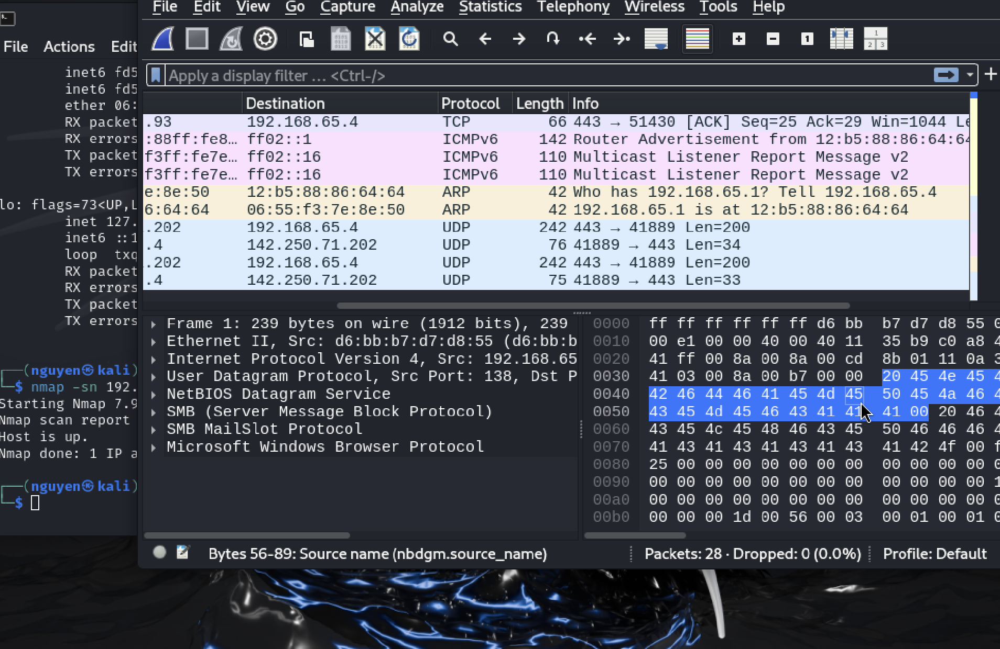 File Actions Edit
inet6 fd5
inet6 fd5
ether 06:
RX packet
RX errors
TX packet
TX errors
lo: flags=73<UP,L
inet 127.
inet6 ::1
loop txq
RX packet
RX errors
TX packet
TX errors
(nguyen㉿kali)
$ nmap -sn 192.
Starting Nmap 7.9
Nmap scan report
Host is up.
Nmap done: 1 IP a
(nguyen㉿kali)
$
File Edit View Go Capture Analyze Statistics Telephony Wireless Tools Help
Apply a display filter … <Ctrl-/>
Destination Protocol Length Info
.93 192.168.65.4 TCP 66 443 → 51430 [ACK] Seq=25 Ack=29 Win=1044 Le
:88ff:fe8… ff02::1 ICMPv6 142 Router Advertisement from 12:b5:88:86:64:64
f3ff:fe7e… ff02::16 ICMPv6 110 Multicast Listener Report Message v2
f3ff:fe7e… ff02::16 ICMPv6 110 Multicast Listener Report Message v2
e:8e:50 12:b5:88:86:64:64 ARP 42 Who has 192.168.65.1? Tell 192.168.65.4
6:64:64 06:55:f3:7e:8e:50 ARP 42 192.168.65.1 is at 12:b5:88:86:64:64
.202 192.168.65.4 UDP 242 443 → 41889 Len=200
.4 142.250.71.202 UDP 76 41889 → 443 Len=34
.202 192.168.65.4 UDP 242 443 → 41889 Len=200
.4 142.250.71.202 UDP 75 41889 → 443 Len=33
Frame 1: 239 bytes on wire (1912 bits), 239
Ethernet II, Src: d6:bb:b7:d7:d8:55 (d6:bb:b
Internet Protocol Version 4, Src: 192.168.65
User Datagram Protocol, Src Port: 138, Dst P
NetBIOS Datagram Service
SMB (Server Message Block Protocol)
SMB MailSlot Protocol
Microsoft Windows Browser Protocol
0000 ff ff ff ff ff ff d6 bb b7 d7 d8 55 0
0010 00 e1 00 00 40 00 40 11 35 b9 c0 a8 4
0020 41 ff 00 8a 00 8a 00 cd 8b 01 11 0a 3
0030 41 03 00 8a 00 b7 00 00 20 45 4e 45 4
0040 42 46 44 46 41 45 4d 45 50 45 4a 46 4
0050 43 45 4d 45 46 43 41 41 41 00 20 46 4
0060 43 45 4c 45 48 46 43 45 50 46 46 46 4
0070 41 43 41 43 41 43 41 43 41 42 4f 00 f
0080 25 00 00 00 00 00 00 00 00 00 00 00 0
0090 00 00 00 00 00 00 00 00 00 00 00 00 1
00a0 00 00 00 00 00 00 00 00 00 00 00 00 0
00b0 00 00 00 1d 00 56 00 03 00 01 00 01 0
Bytes 56-89: Source name (nbdgm.source_name)
Packets: 28 · Dropped: 0 (0.0%)
Profile: Default